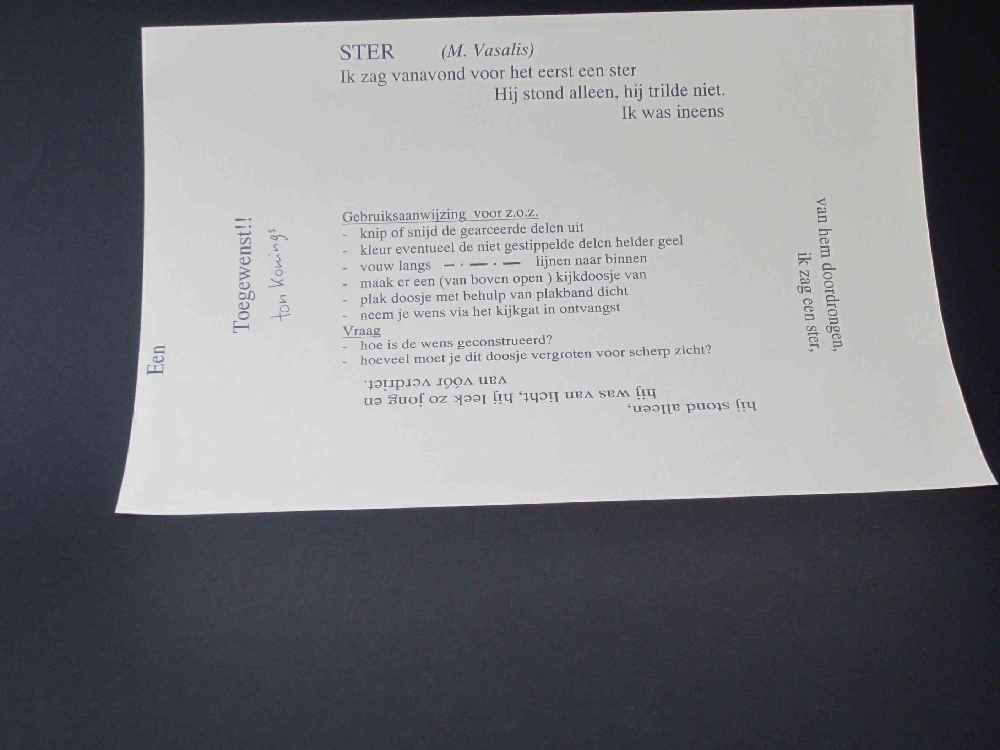 STER (M. Vasalis)
Ik zag vanavond voor het eerst een ster
Hij stond alleen, hij trilde niet.
Ik was ineens
van hem doordrongen,
ik zag een ster,
hij stond alleen,
hij was van licht, hij leek zo jong en
van vóór verdriet.
Een
Toegewenst!!
ton Konings
Gebruiksaanwijzing voor z.o.z.
- knip of snijd de gearceerde delen uit
- kleur eventueel de niet gestippelde delen helder geel
- vouw langs — · — · — lijnen naar binnen
- maak er een (van boven open ) kijkdoosje van
- plak doosje met behulp van plakband dicht
- neem je wens via het kijkgat in ontvangst
Vraag
- hoe is de wens geconstrueerd?
- hoeveel moet je dit doosje vergroten voor scherp zicht?